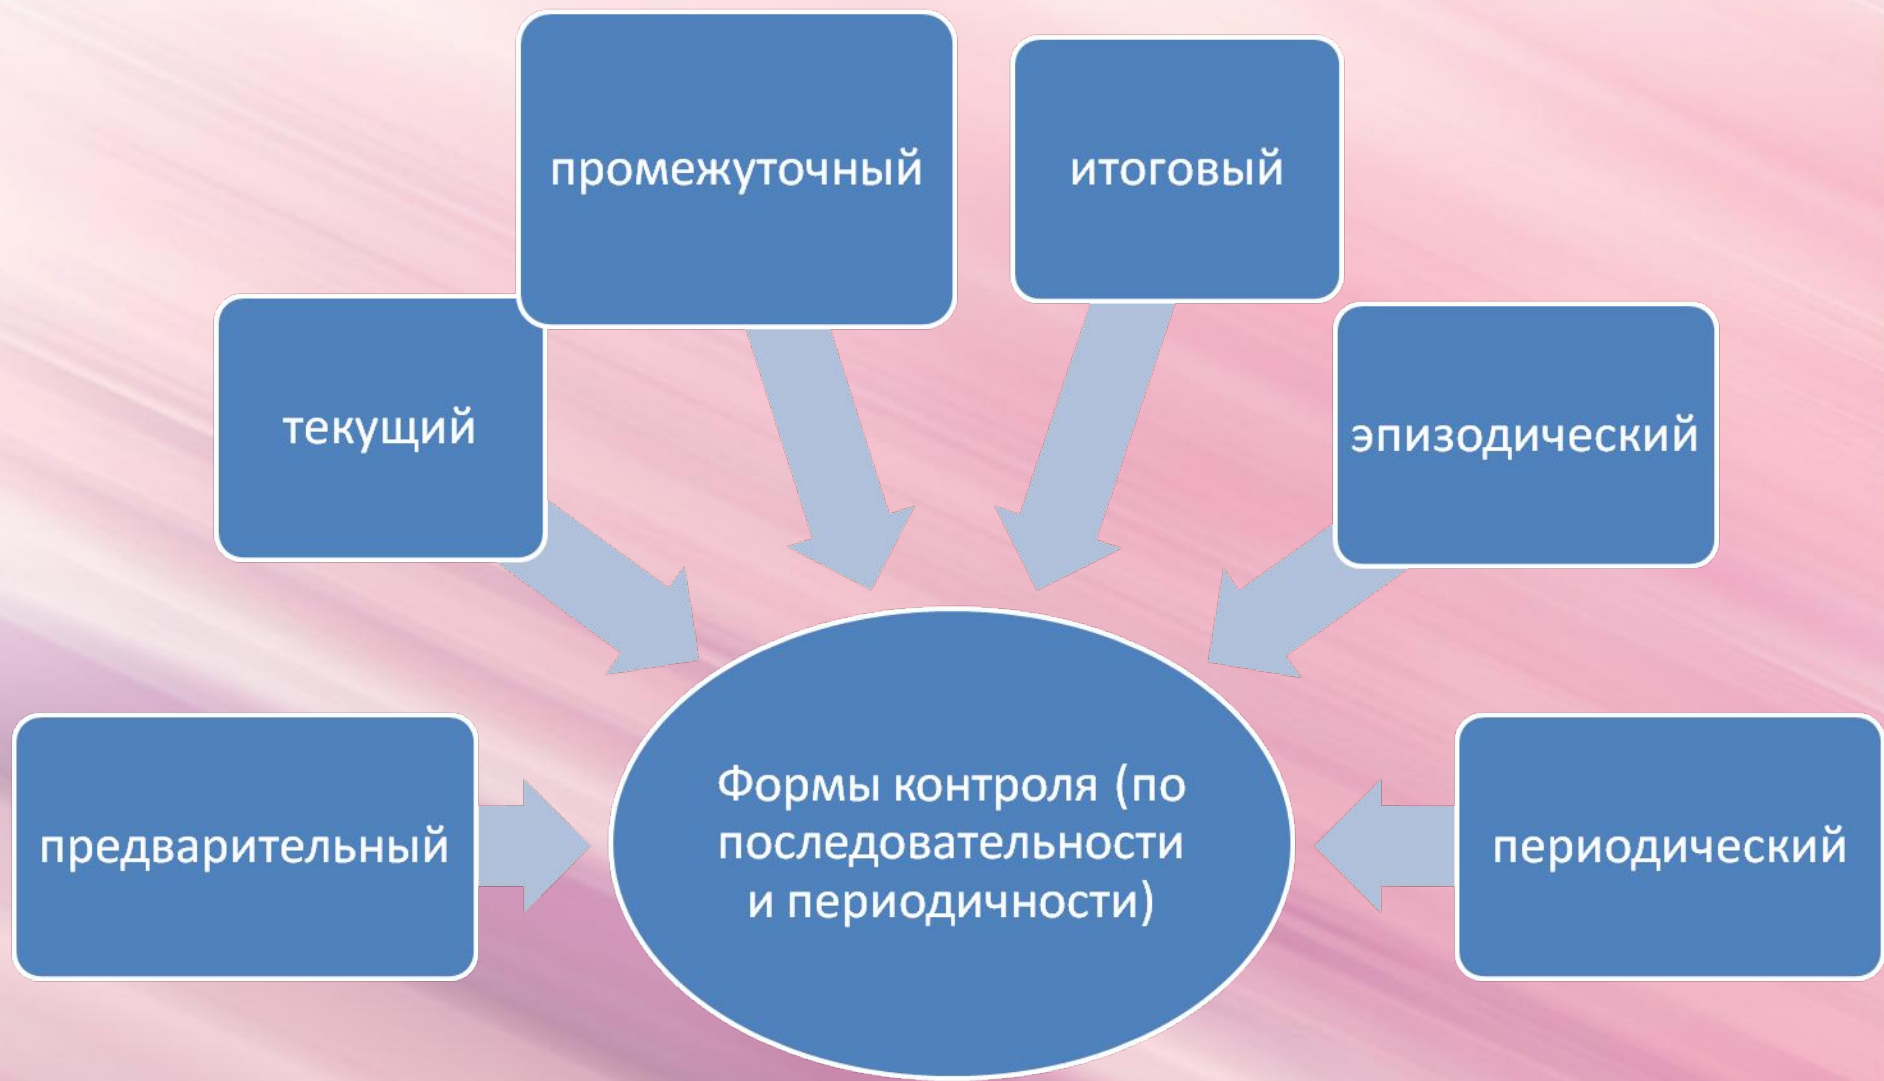 промежуточный
итоговый
текущий
эпизодический
предварительный
Формы контроля (по
последовательности
и периодичности)
периодический